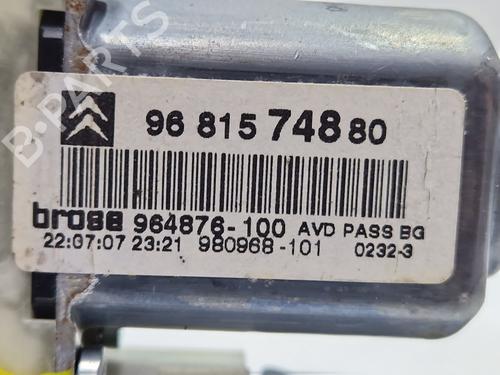 96 815 748 80
brose 964876-100 AVD PASS BG
22:07:07 23:21 980968-101 0232-3
B-PARTS